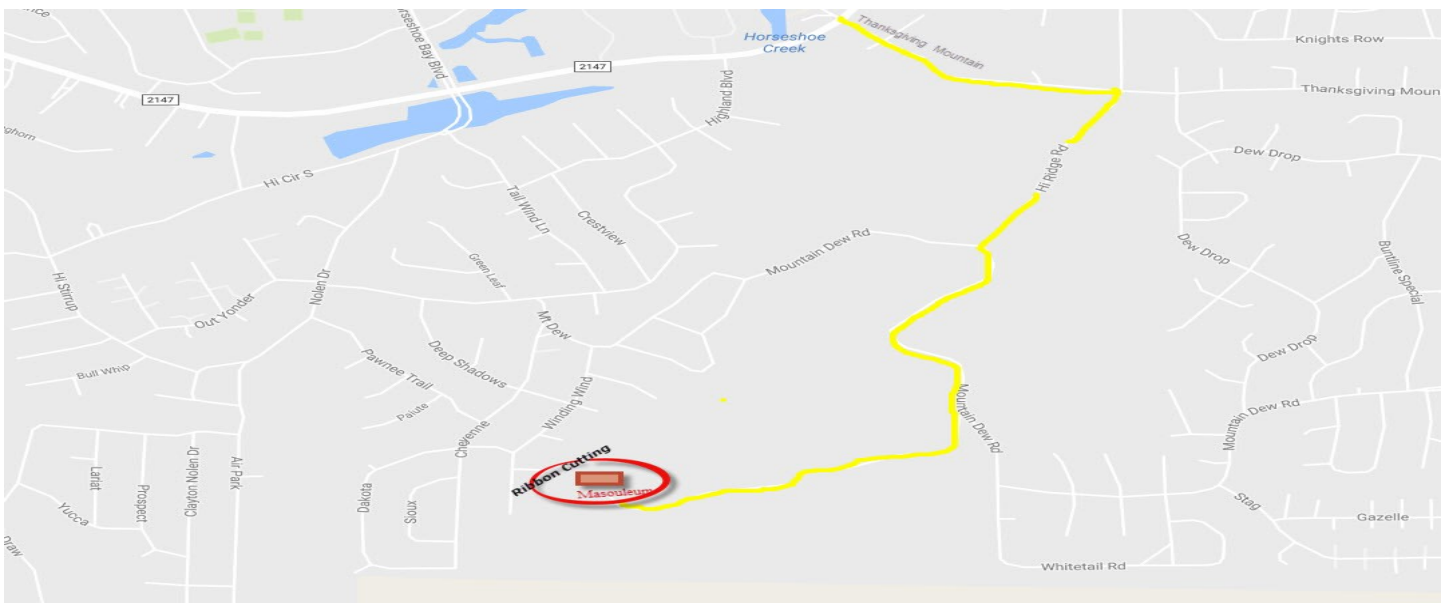 Horseshoe Bay Blvd
Horseshoe
Creek
Thanksgiving Mountain
Knights Row
2147
2147
Thanksgiving Moun
Highland Blvd
ghorn
Hi Cir S
Dew Drop
Hi Ridge Rd
Tail Wind Ln
Crestview
Mountain Dew Rd
Dew Drop
Buntline Special
Green Leaf
Hi Stirrup
Nolen Dr
Out Yonder
Mt Dew
Deep Shadows
Pawnee Trail
Bull Whip
Dew Drop
Paiute
Winding Wind
Mountain Dew Rd
Mountain Dew Rd
Cheyenne
Ribbon Cutting
Masouleum
Lariat
Prospect
Clayton Nolen Dr
Air Park
Dakota
Sioux
Yucca
Draw
Stag
Gazelle
Whitetail Rd